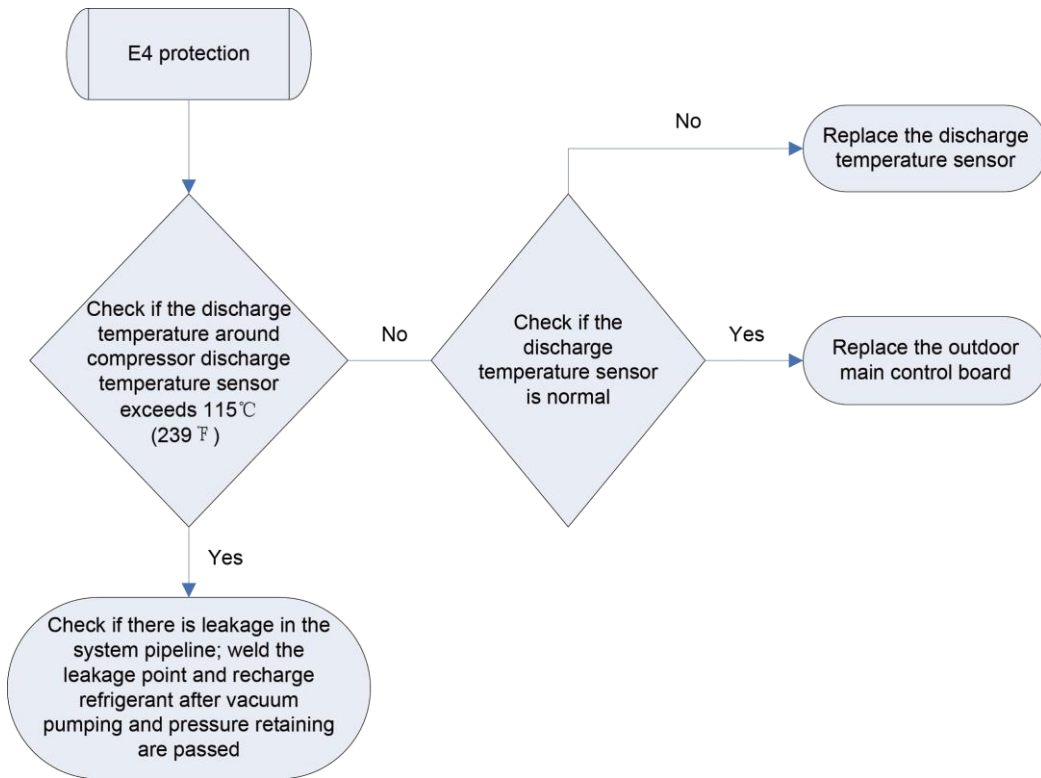 E4 protection
No
Replace the discharge
temperature sensor
Check if the discharge
temperature around
compressor discharge
temperature sensor
exceeds 115℃
(239℉)
No
Check if the
discharge
temperature sensor
is normal
Yes
Replace the outdoor
main control board
Yes
Check if there is leakage in the
system pipeline; weld the
leakage point and recharge
refrigerant after vacuum
pumping and pressure retaining
are passed